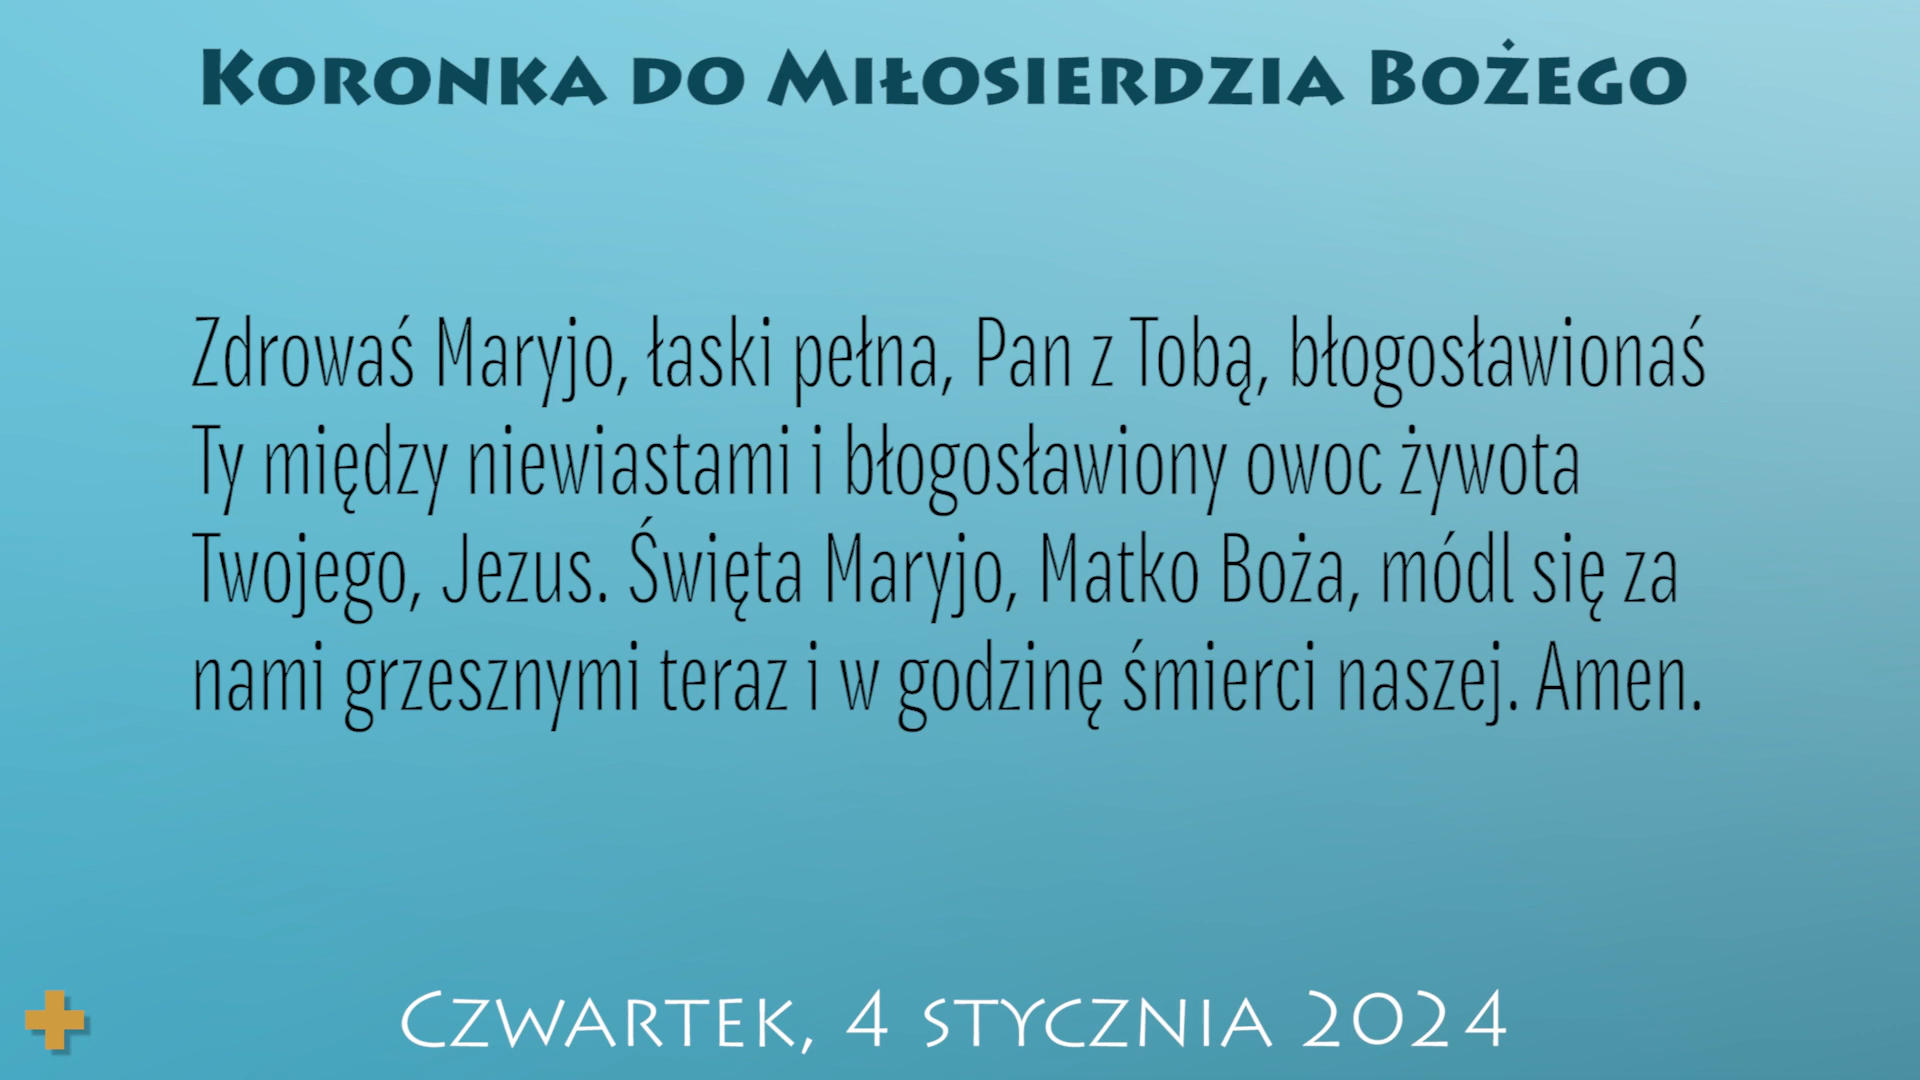 Koronka do Miłosierdzia Bożego
Zdrowaś Maryjo, łaski pełna, Pan z Tobą, błogosławionaś
Ty między niewiastami i błogosławiony owoc żywota
Twojego, Jezus. Święta Maryjo, Matko Boża, módl się za
nami grzesznymi teraz i w godzinę śmierci naszej. Amen.
Czwartek, 4 stycznia 2024